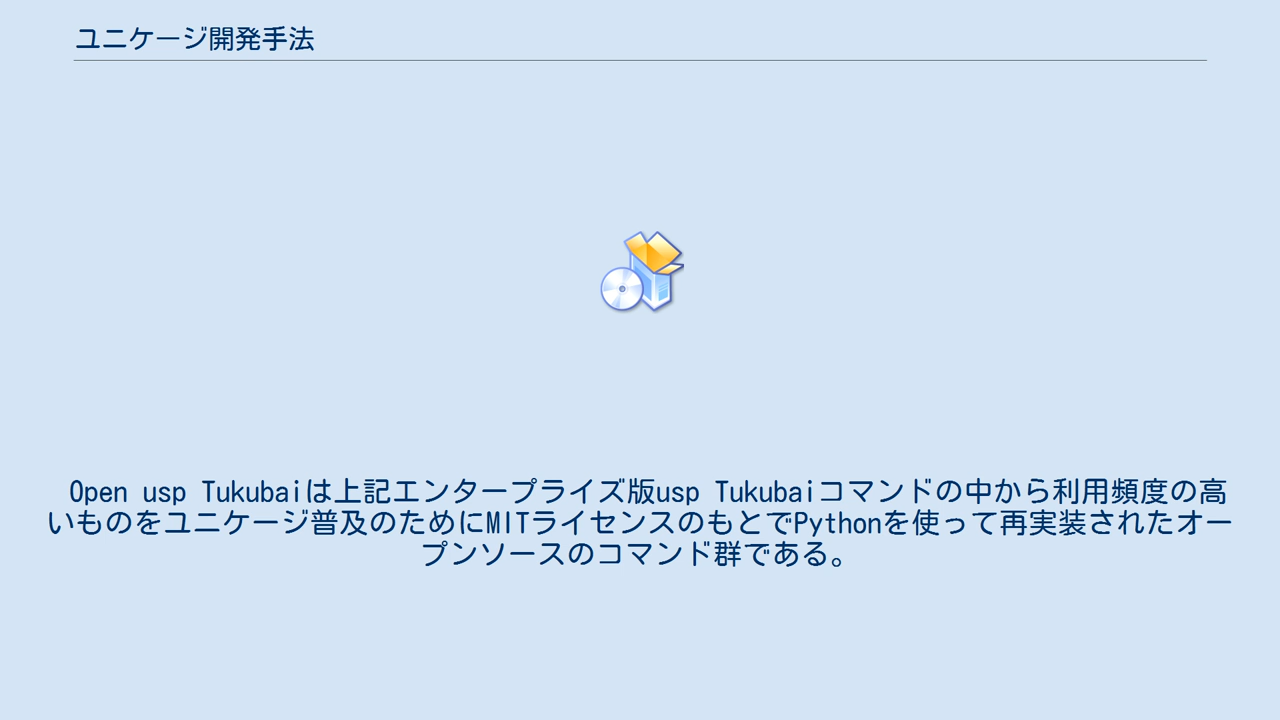 ユニケージ開発手法
Open usp Tukubaiは上記エンタープライズ版usp Tukubaiコマンドの中から利用頻度の高
いものをユニケージ普及のためにMITライセンスのもとでPythonを使って再実装されたオー
プンソースのコマンド群である。